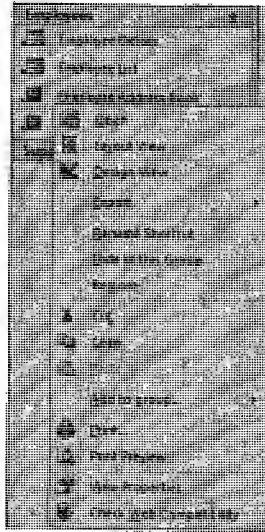 Employees
Employee Details
Employee List
Employee Address Book
Open
Layout View
Design View
Export
Rename Shortcut
Hide in this Group
Remove
Cut
Copy
Add to group...
Print...
Print Preview
View Properties
Check Web Compatibility